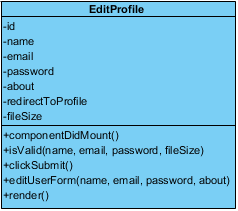 EditProfile
-id
-name
-email
-password
-about
-redirectToProfile
-fileSize
+componentDidMount()
+isValid(name, email, password, fileSize)
+clickSubmit()
+editUserForm(name, email, password, about)
+render()